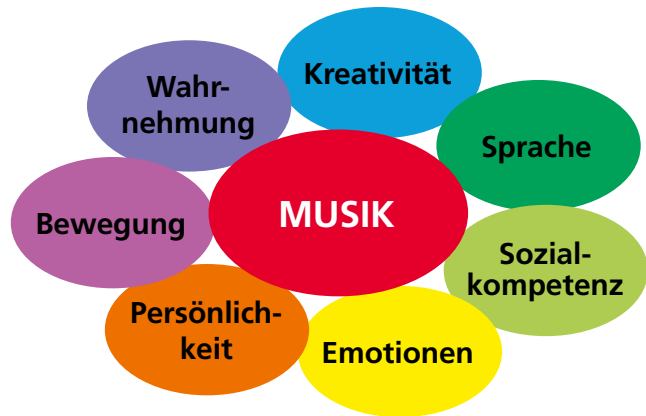 Kreativität
Wahr-
nehmung
Sprache
MUSIK
Bewegung
Sozial-
kompetenz
Persönlich-
keit
Emotionen